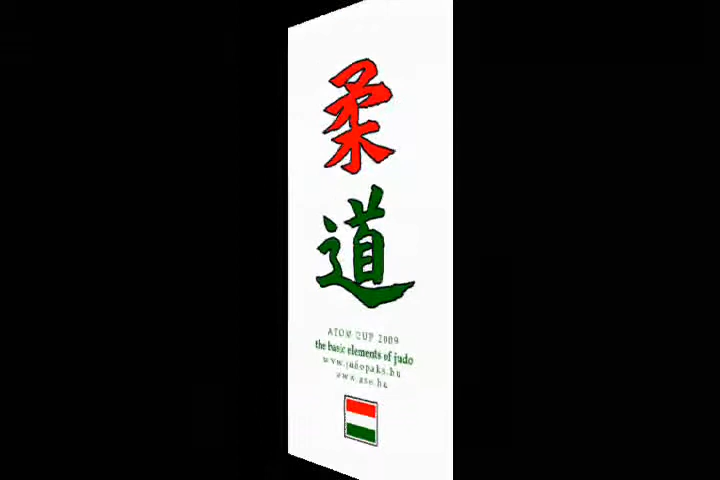 柔
道
ATOM CUP 2009
the basic elements of judo
www.judopaks.hu
www.ase.hu